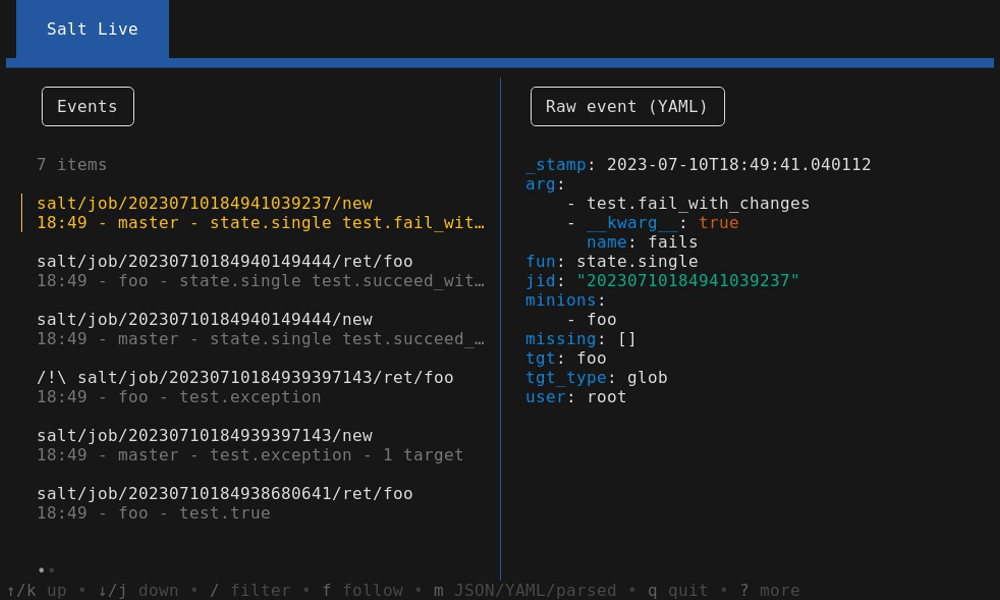 Salt Live
Events
7 items
salt/job/20230710184941039237/new
18:49 - master - state.single test.fail_wit…
salt/job/20230710184940149444/ret/foo
18:49 - foo - state.single test.succeed_wit…
salt/job/20230710184940149444/new
18:49 - master - state.single test.succeed_…
/!\ salt/job/20230710184939397143/ret/foo
18:49 - foo - test.exception
salt/job/20230710184939397143/new
18:49 - master - test.exception - 1 target
salt/job/20230710184938680641/ret/foo
18:49 - foo - test.true
Raw event (YAML)
_stamp: 2023-07-10T18:49:41.040112
arg:
    - test.fail_with_changes
    - __kwarg__: true
      name: fails
fun: state.single
jid: "20230710184941039237"
minions:
    - foo
missing: []
tgt: foo
tgt_type: glob
user: root
↑/k up • ↓/j down • / filter • f follow • m JSON/YAML/parsed • q quit • ? more